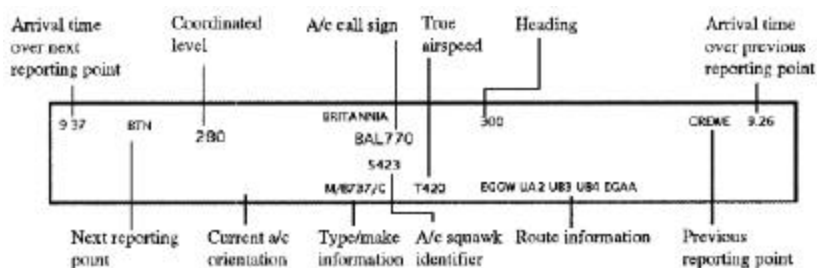 Arrival time over next reporting point
Coordinated level
A/c call sign
True airspeed
Heading
Arrival time over previous reporting point
9 37
BTN
280
BRITANNIA
BAL770
5423
M/B737/C
T420
300
EGGW UA2 UB3 UB4 EGAA
CREWE
9.26
Next reporting point
Current a/c orientation
Type/make information
A/c squawk identifier
Route information
Previous reporting point